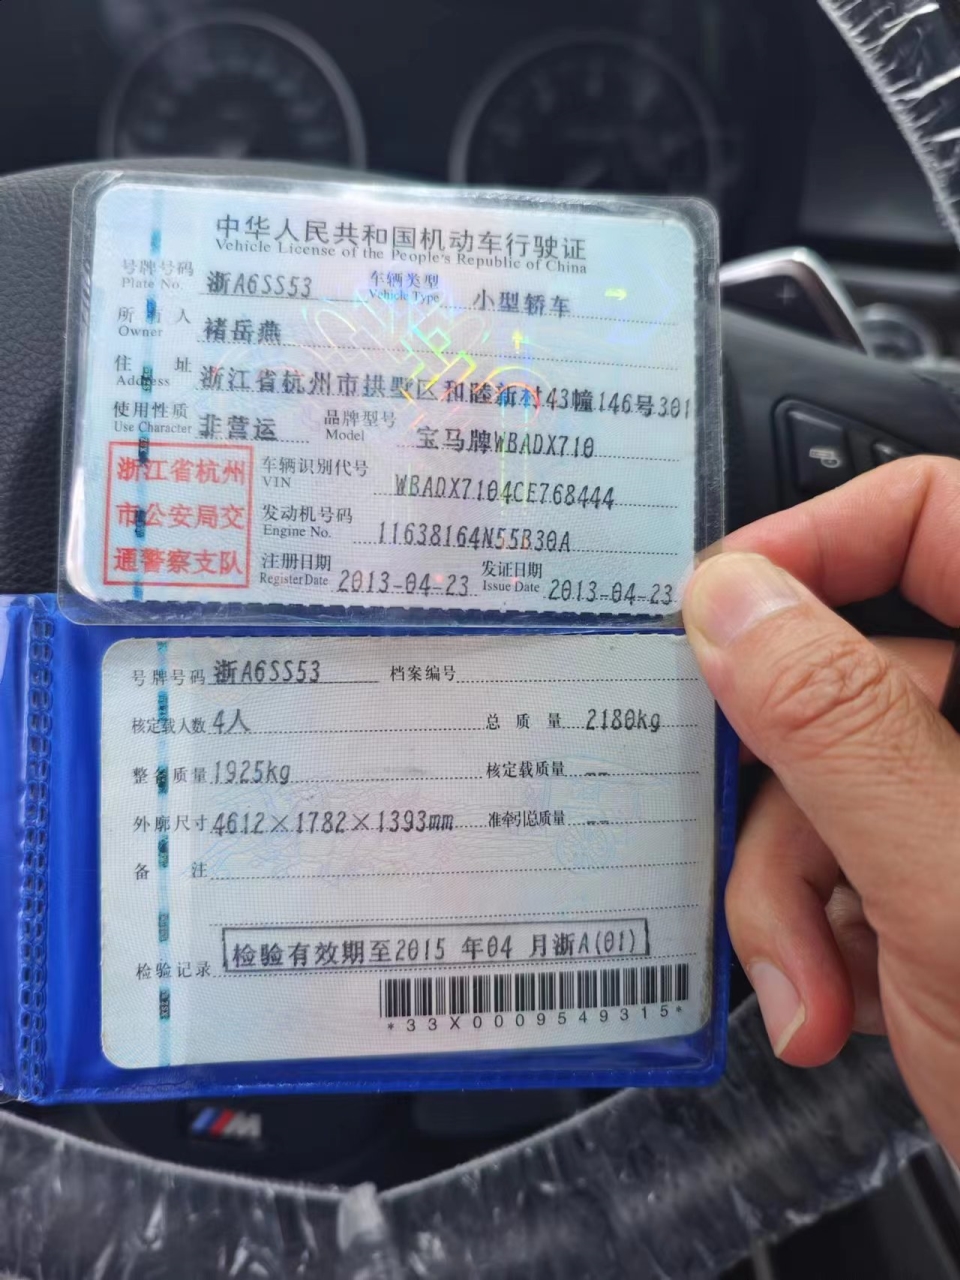 中华人民共和国机动车行驶证
Vehicle License of the People's Republic of China
号牌号码 浙A6SS53 车辆类型 小型轿车
Plate No. Vehicle Type
所有人 褚岳燕
Owner
住址 浙江省杭州市拱墅区和睦新村43幢146号301
Address
使用性质 非营运 品牌型号 宝马牌WBADX710
Use Character Model
浙江省杭州
市公安局交
通警察支队
车辆识别代号 WBADX7104CE768444
VIN
发动机号码 11638164N55B30A
Engine No.
注册日期 2013-04-23 发证日期 2013-04-23
Register Date Issue Date
号牌号码 浙A6SS53 档案编号
核定载人数 4人 总质量 2180kg
整备质量 1925kg 核定载质量 --
外廓尺寸 4612×1782×1393mm 准牵引总质量 --
备注
检验记录 检验有效期至2015年04月浙A(01)
*33X0009549315*
M